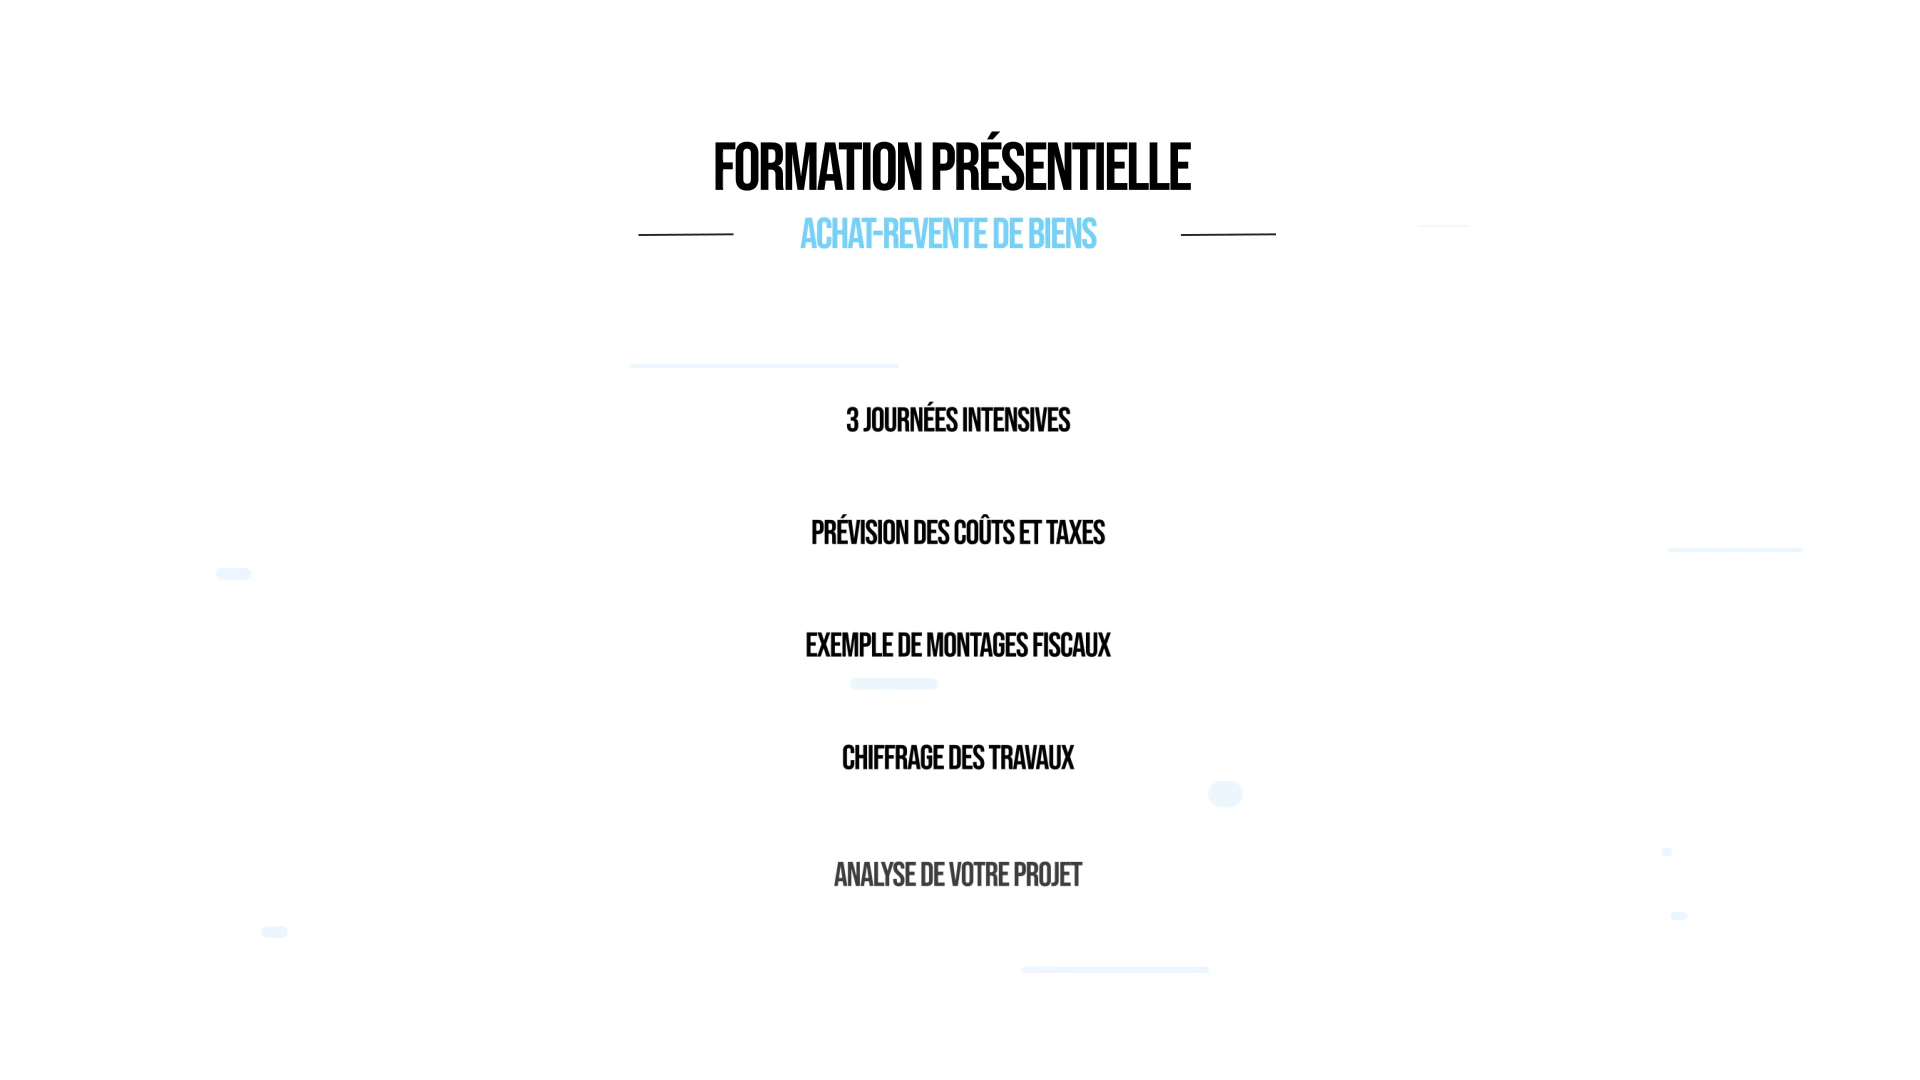 FORMATION PRÉSENTIELLE
ACHAT-REVENTE DE BIENS
3 JOURNÉES INTENSIVES
PRÉVISION DES COÛTS ET TAXES
EXEMPLE DE MONTAGES FISCAUX
CHIFFRAGE DES TRAVAUX
ANALYSE DE VOTRE PROJET